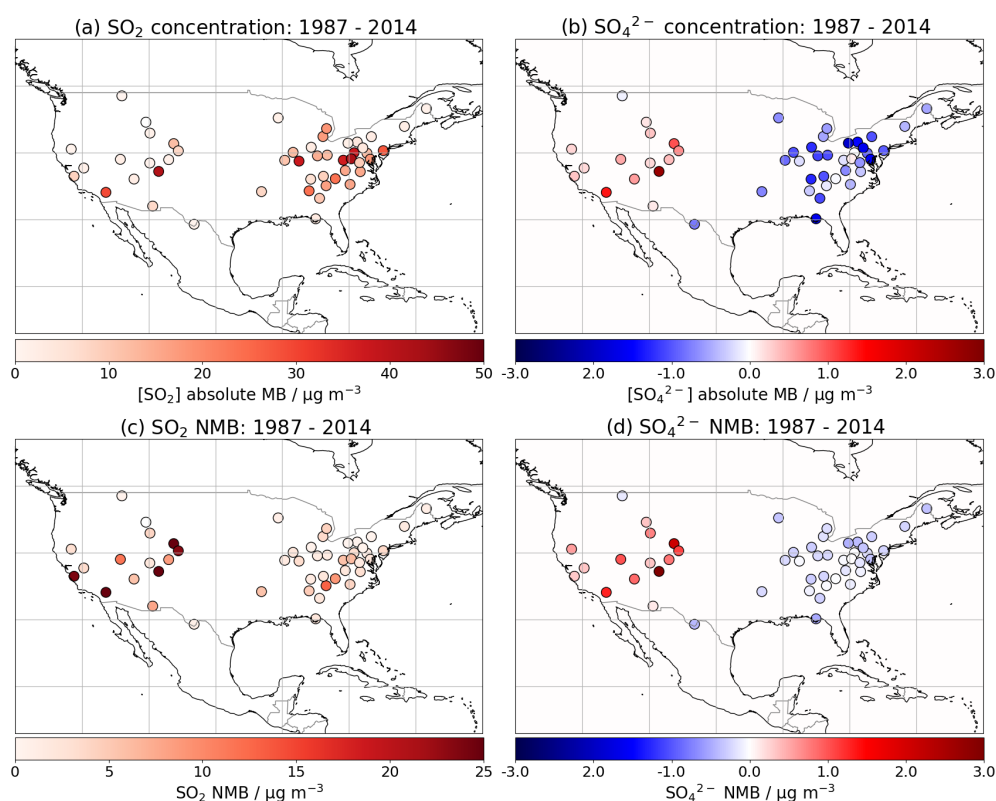 (a) SO₂ concentration: 1987 - 2014
(b) SO₄²⁻ concentration: 1987 - 2014
0 10 20 30 40 50
-3.0 2.0 -1.0 0.0 1.0 2.0 3.0
[SO₂] absolute MB / μg m⁻³
[SO₄²⁻] absolute MB / μg m⁻³
(c) SO₂ NMB: 1987 - 2014
(d) SO₄²⁻ NMB: 1987 - 2014
0 5 10 15 20 25
-3.0 2.0 -1.0 0.0 1.0 2.0 3.0
SO₂ NMB / μg m⁻³
SO₄²⁻ NMB / μg m⁻³